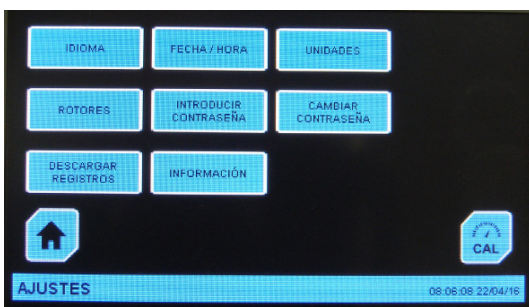 IDIOMA
FECHA / HORA
UNIDADES
ROTORES
INTRODUCIR
CONTRASEÑA
CAMBIAR
CONTRASEÑA
DESCARGAR
REGISTROS
INFORMACIÓN
CAL
AJUSTES
08:06:08 22/04/16